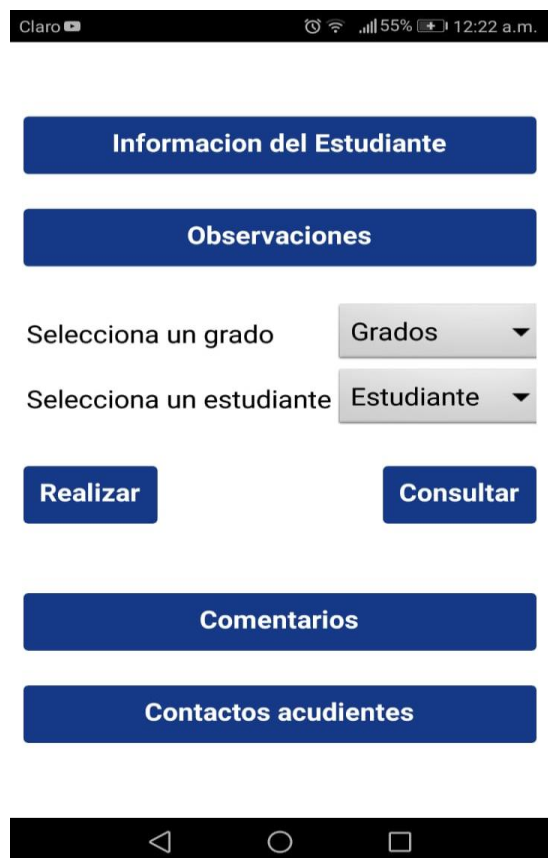 Claro 55% 12:22 a.m.
Informacion del Estudiante
Observaciones
Selecciona un grado Grados
Selecciona un estudiante Estudiante
Realizar Consultar
Comentarios
Contactos acudientes